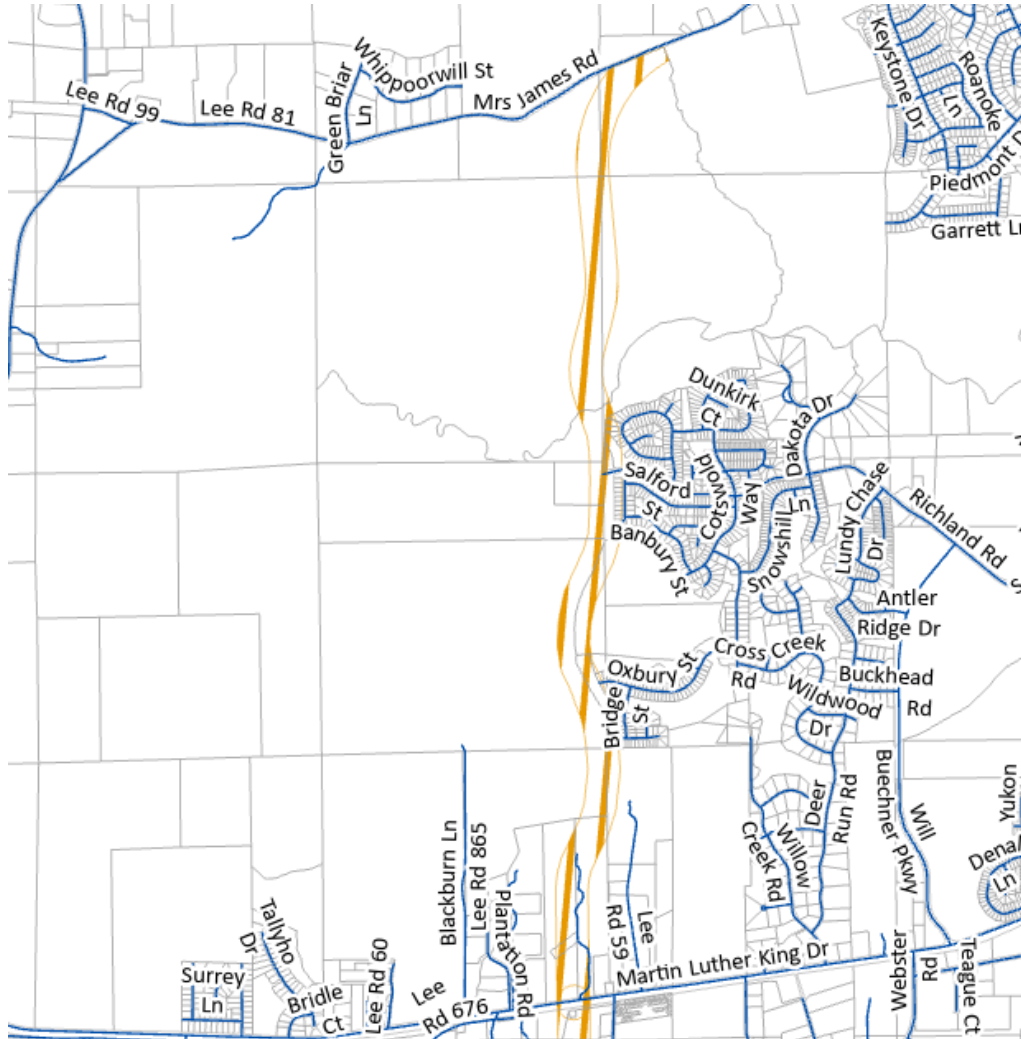 Whippoorwill St
Keystone Dr
Roanoke
Ln
Lee Rd 99
Lee Rd 81
Green Briar
Ln
Mrs James Rd
Piedmont D
Garrett Ln
Dunkirk
Ct
Dakota Dr
Salford
St
Cotswold
Way
Ln
Snowshill
Banbury St
Lundy Chase
Dr
Richland Rd
Antler
Ridge Dr
Cross Creek
Rd
Oxbury St
Bridge
St
Buckhead
Rd
Wildwood
Dr
Deer
Run Rd
Willow
Creek Rd
Will
Buechner Pkwy
Yukon
Dena
Ln
Blackburn Ln
Lee Rd 865
Plantation Rd
Lee
Rd 59
Tallyho
Dr
Surrey
Ln
Bridle
Ct
Lee Rd 60
Lee
Rd 676
Martin Luther King Dr
Webster
Rd
Teague Ct